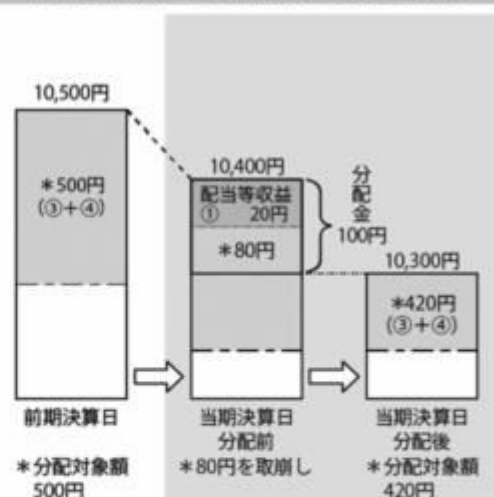 10,500円
*500円
(③+④)
前期決算日
*分配対象額
500円
10,400円
配当等収益
① 20円
*80円
分配金
100円
当期決算日
分配前
*80円を取崩し
10,300円
*420円
(③+④)
当期決算日
分配後
*分配対象額
420円